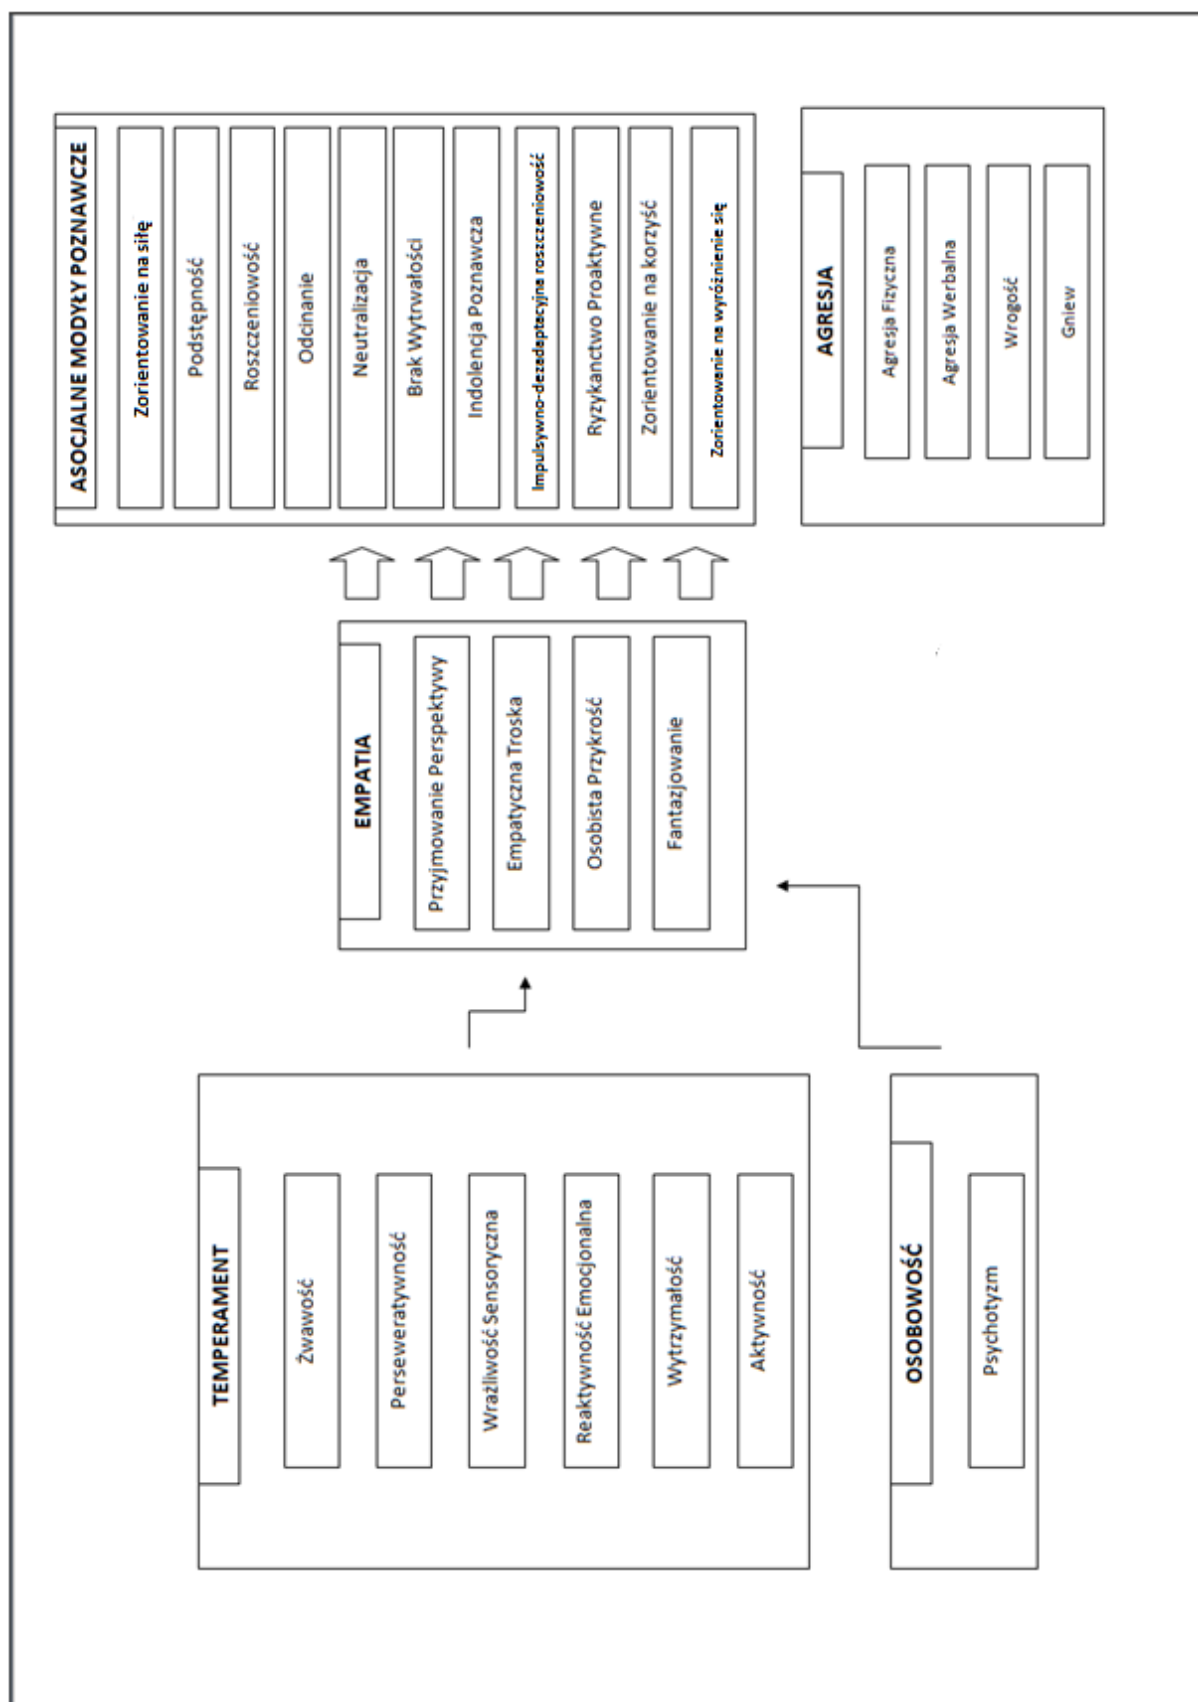 TEMPERAMENT
Żwawość
Perseweratywność
Wrażliwość Sensoryczna
Reaktywność Emocjonalna
Wytrzymałość
Aktywność
OSOBOWOŚĆ
Psychotyzm
EMPATIA
Przyjmowanie Perspektywy
Empatyczna Troska
Osobista Przykrość
Fantazjowanie
ASOCJALNE MODYŁY POZNAWCZE
Zorientowanie na siłę
Podstępność
Roszczeniowość
Odcinanie
Neutralizacja
Brak Wytrwałości
Indolencja Poznawcza
Impulsywno-dezadaptacyjna roszczeniowość
Ryzykanctwo Proaktywne
Zorientowanie na korzyść
Zorientowanie na wyróżnienie się
AGRESJA
Agresja Fizyczna
Agresja Werbalna
Wrogość
Gniew